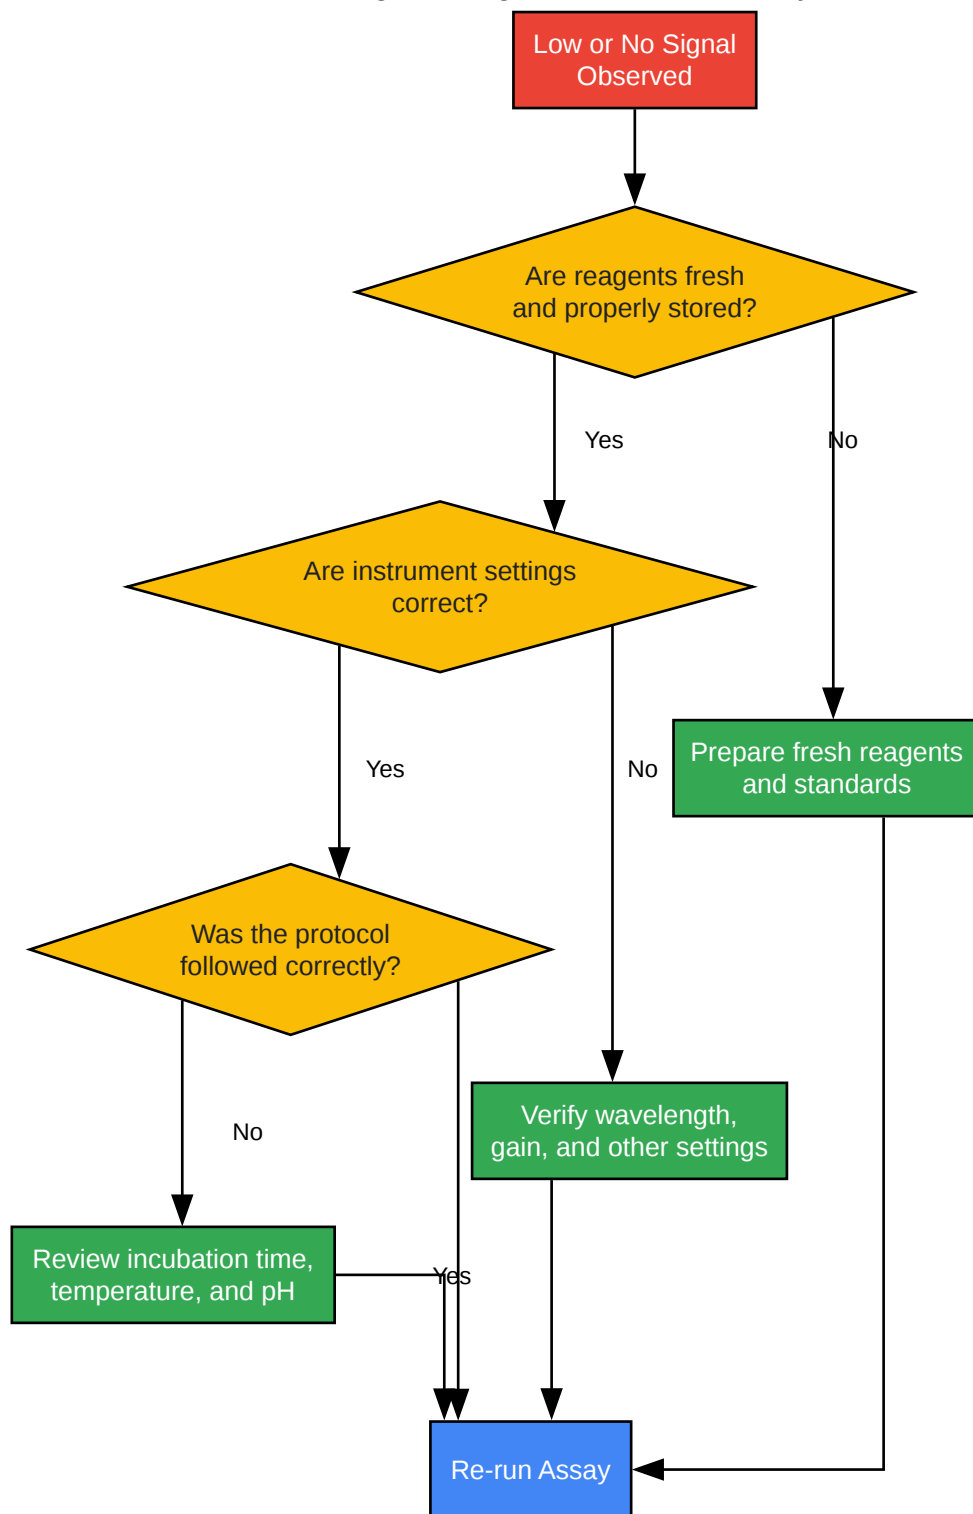 Low or No Signal
Observed
Are reagents fresh
and properly stored?
Yes
No
Are instrument settings
correct?
Yes
No
Prepare fresh reagents
and standards
Was the protocol
followed correctly?
No
Verify wavelength,
gain, and other settings
Review incubation time,
temperature, and pH
Yes
Re-run Assay